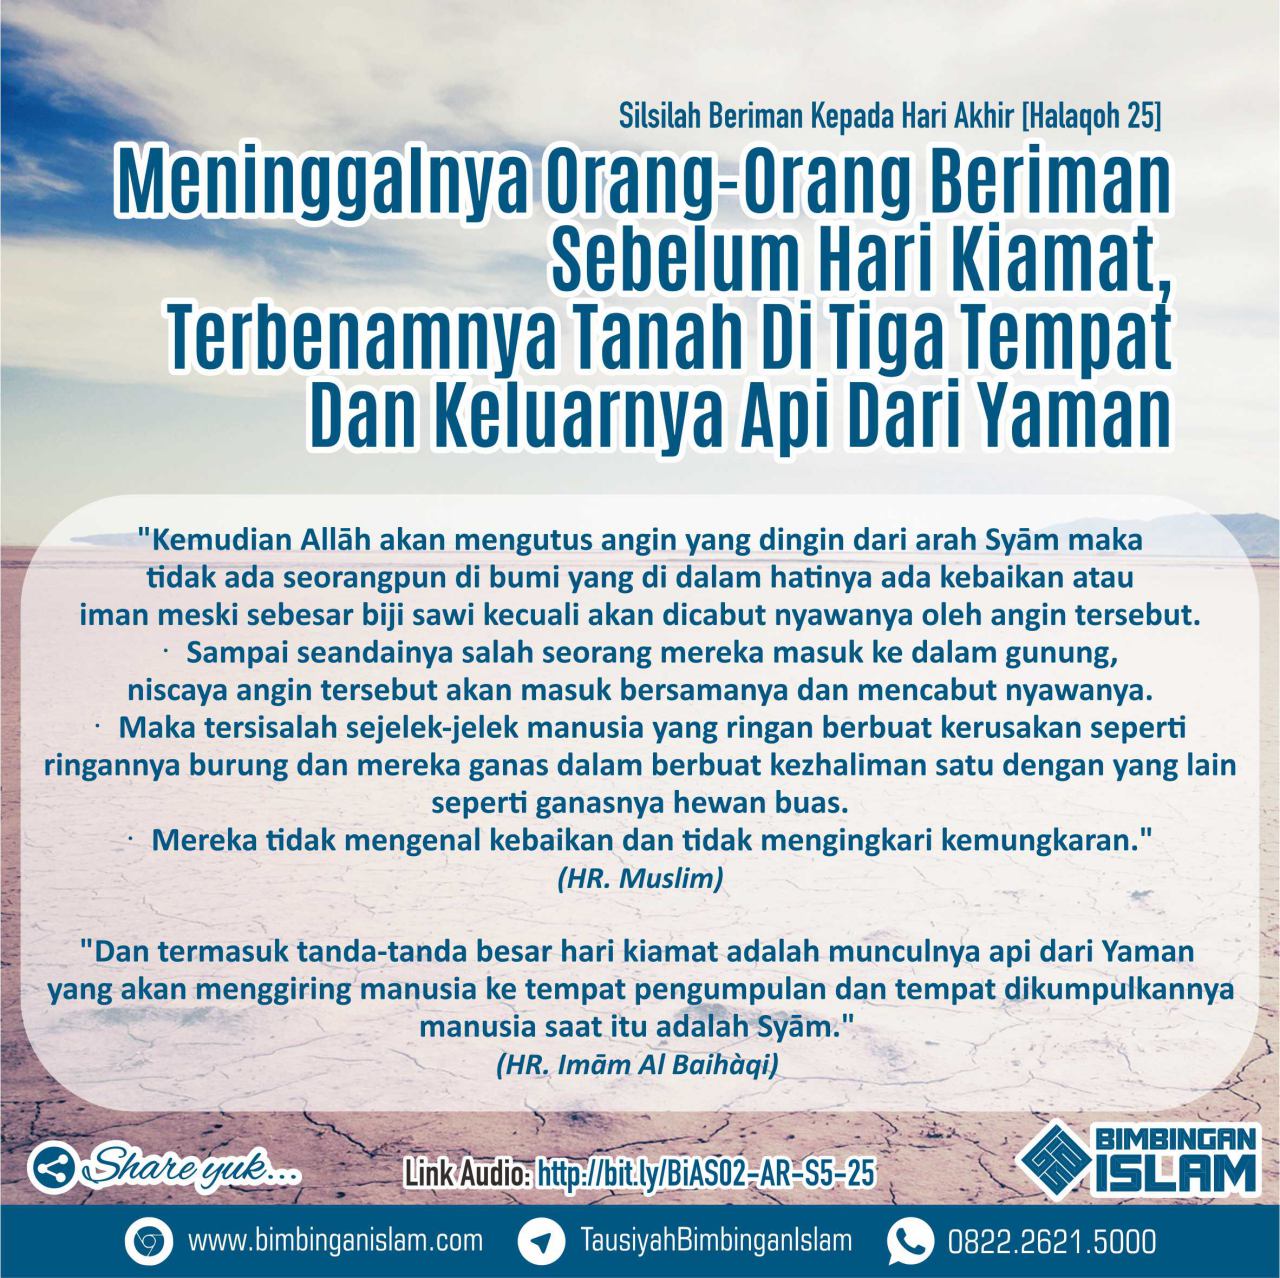 Silsilah Beriman Kepada Hari Akhir [Halaqoh 25]
Meninggalnya Orang-Orang Beriman
Sebelum Hari Kiamat,
Terbenamnya Tanah Di Tiga Tempat
Dan Keluarnya Api Dari Yaman
"Kemudian Allāh akan mengutus angin yang dingin dari arah Syām maka
tidak ada seorangpun di bumi yang di dalam hatinya ada kebaikan atau
iman meski sebesar biji sawi kecuali akan dicabut nyawanya oleh angin tersebut.
· Sampai seandainya salah seorang mereka masuk ke dalam gunung,
niscaya angin tersebut akan masuk bersamanya dan mencabut nyawanya.
· Maka tersisalah sejelek-jelek manusia yang ringan berbuat kerusakan seperti
ringannya burung dan mereka ganas dalam berbuat kezhaliman satu dengan yang lain
seperti ganasnya hewan buas.
· Mereka tidak mengenal kebaikan dan tidak mengingkari kemungkaran."
(HR. Muslim)
"Dan termasuk tanda-tanda besar hari kiamat adalah munculnya api dari Yaman
yang akan menggiring manusia ke tempat pengumpulan dan tempat dikumpulkannya
manusia saat itu adalah Syām."
(HR. Imām Al Baihàqi)
Share yuk...
Link Audio: http://bit.ly/BiAS02-AR-S5-25
BIMBINGAN
ISLAM
www.bimbinganislam.com
TausiyahBimbinganIslam
0822.2621.5000